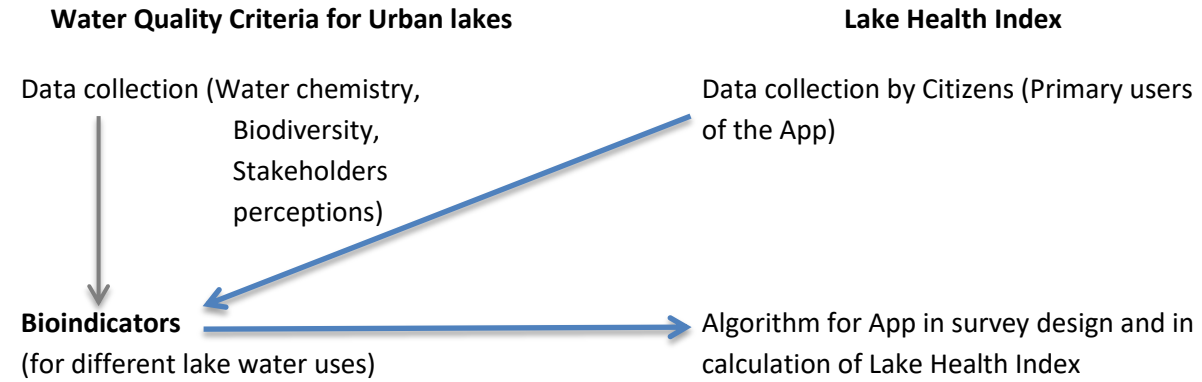 Water Quality Criteria for Urban lakes
Lake Health Index
Data collection (Water chemistry,
Biodiversity,
Stakeholders
perceptions)
Data collection by Citizens (Primary users
of the App)
Bioindicators
(for different lake water uses)
Algorithm for App in survey design and in
calculation of Lake Health Index